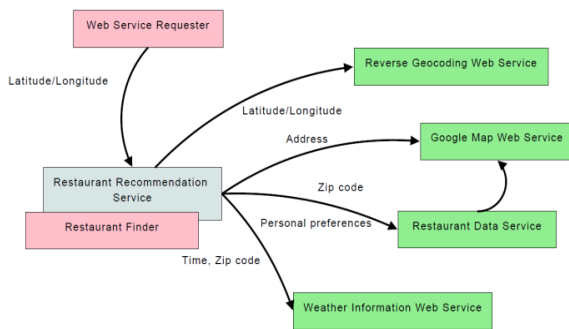 Web Service Requester
Latitude/Longitude
Reverse Geocoding Web Service
Latitude/Longitude
Address
Google Map Web Service
Restaurant Recommendation
Service
Zip code
Personal preferences
Restaurant Finder
Restaurant Data Service
Time, Zip code
Weather Information Web Service